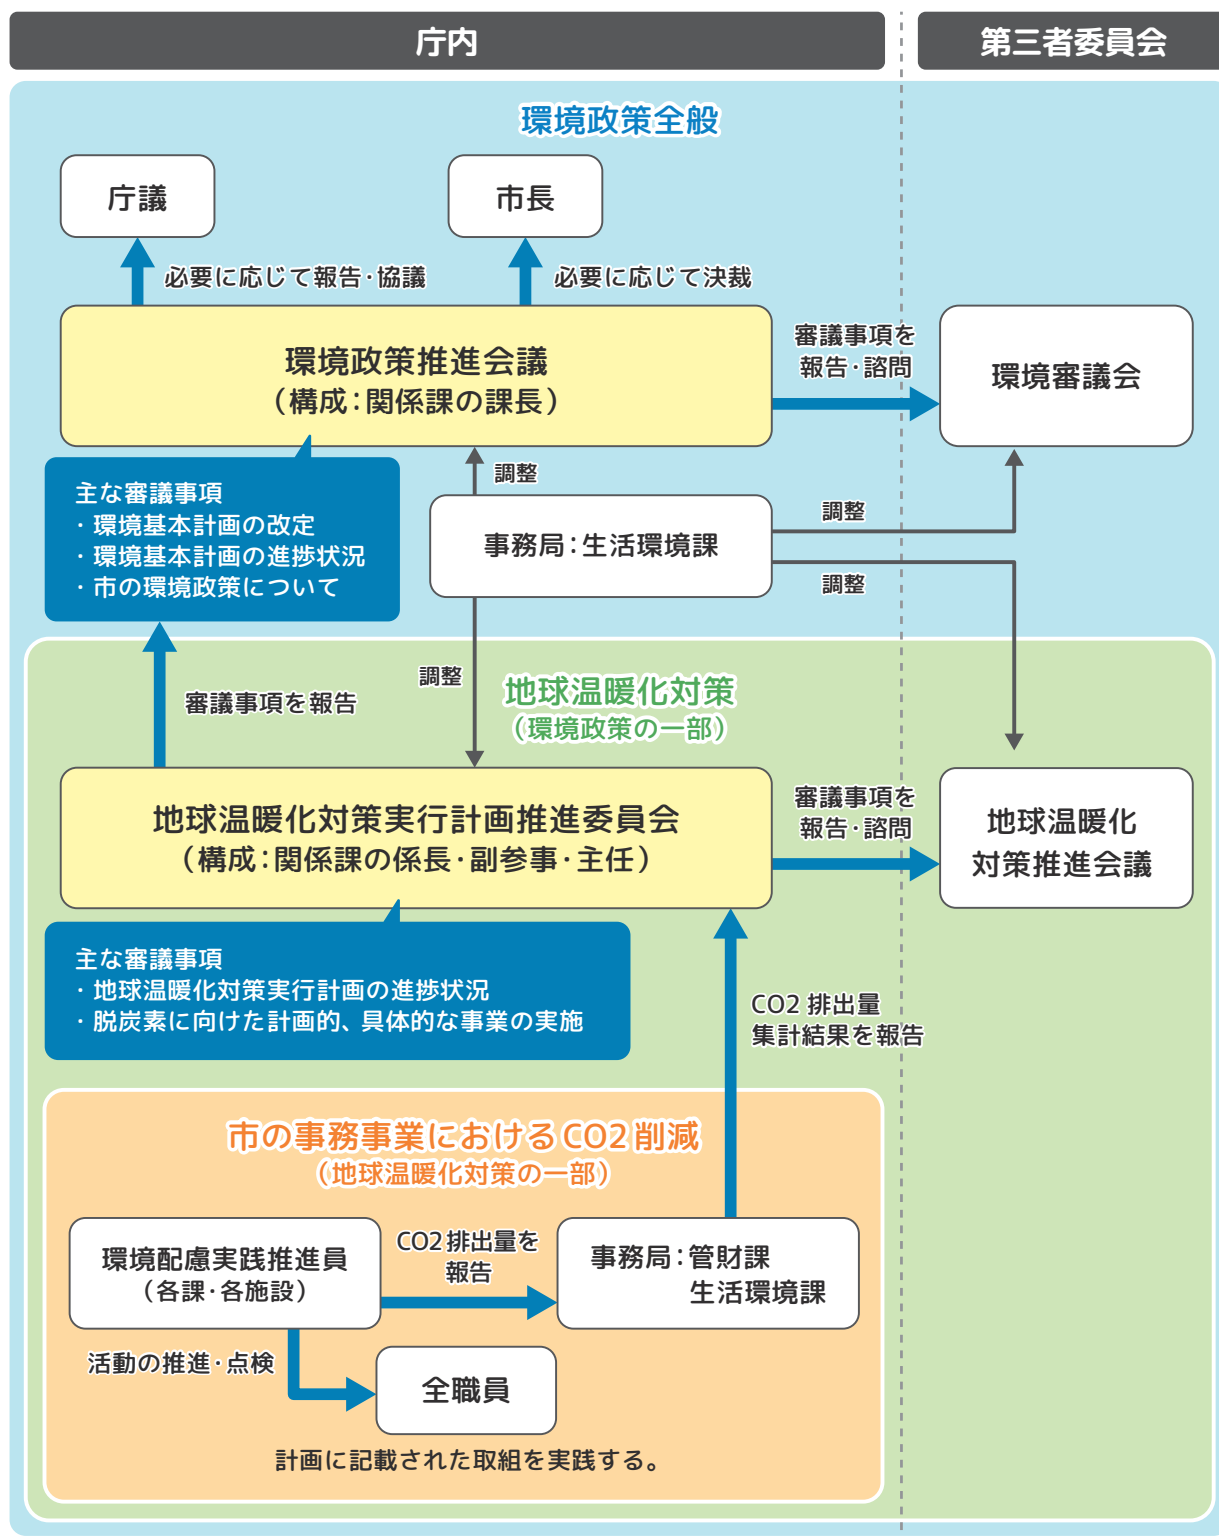 庁内
第三者委員会
環境政策全般
庁議
市長
必要に応じて報告・協議
必要に応じて決裁
環境政策推進会議
（構成：関係課の課長）
審議事項を
報告・諮問
環境審議会
主な審議事項
・環境基本計画の改定
・環境基本計画の進捗状況
・市の環境政策について
調整
事務局：生活環境課
調整
調整
審議事項を報告
調整
地球温暖化対策
（環境政策の一部）
地球温暖化対策実行計画推進委員会
（構成：関係課の係長・副参事・主任）
審議事項を
報告・諮問
地球温暖化
対策推進会議
主な審議事項
・地球温暖化対策実行計画の進捗状況
・脱炭素に向けた計画的、具体的な事業の実施
CO2 排出量
集計結果を報告
市の事務事業におけるCO2削減
（地球温暖化対策の一部）
環境配慮実践推進員
（各課・各施設）
CO2排出量を
報告
事務局：管財課
生活環境課
活動の推進・点検
全職員
計画に記載された取組を実践する。